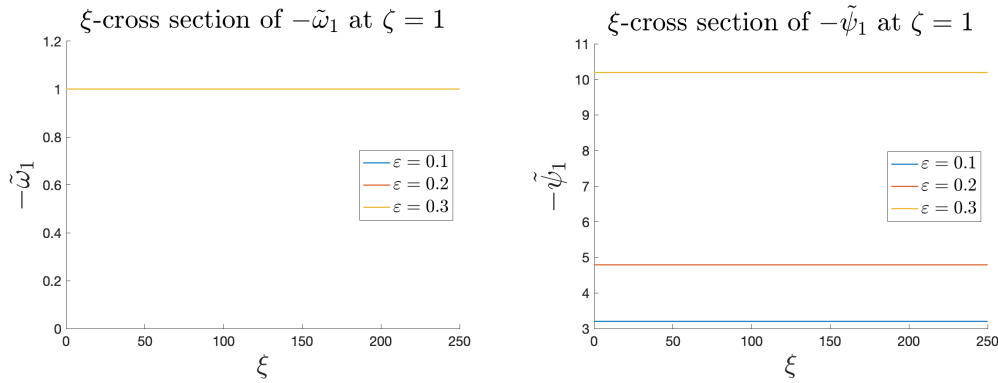 ξ-cross section of −ω̃₁ at ζ = 1
1.2
1
0.8
0.6
0.4
0.2
0
−ω̃₁
0 50 100 150 200 250
ξ
ε = 0.1
ε = 0.2
ε = 0.3
ξ-cross section of −ψ̃₁ at ζ = 1
11
10
9
8
7
6
5
4
3
−ψ̃₁
0 50 100 150 200 250
ξ
ε = 0.1
ε = 0.2
ε = 0.3